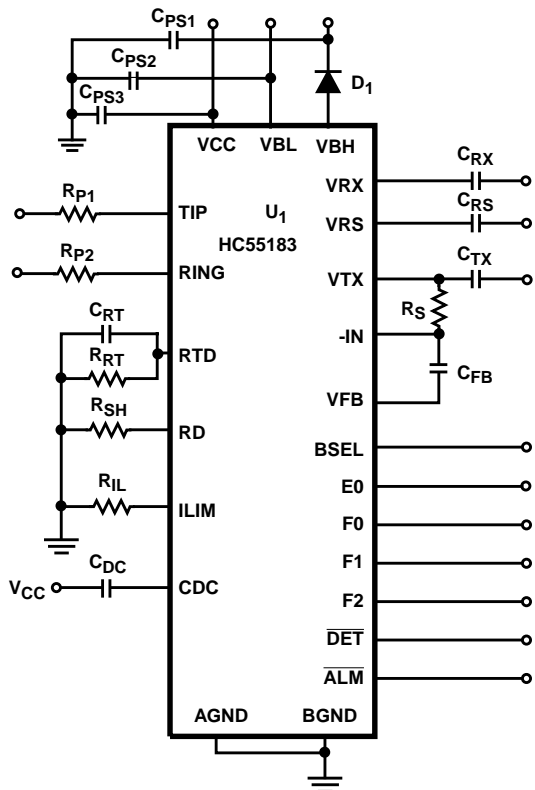 CPS1
CPS2
CPS3
D1
VCC VBL VBH
RP1
TIP
RP2
RING
U1
HC55183
CRT
RTD
RRT
RSH
RD
RIL
ILIM
CDC
VCC
CDC
VRX
CRX
VRS
CRS
VTX
CTX
RS
-IN
CFB
VFB
BSEL
E0
F0
F1
F2
DET
ALM
AGND BGND